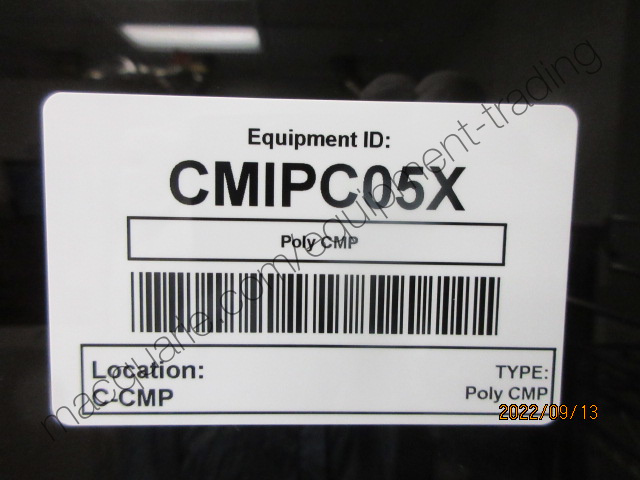 Equipment ID:
CMIPC05X
Poly CMP
Location:
C-CMP
TYPE:
Poly CMP
2022/09/13
macquarie.com/equipment-trading